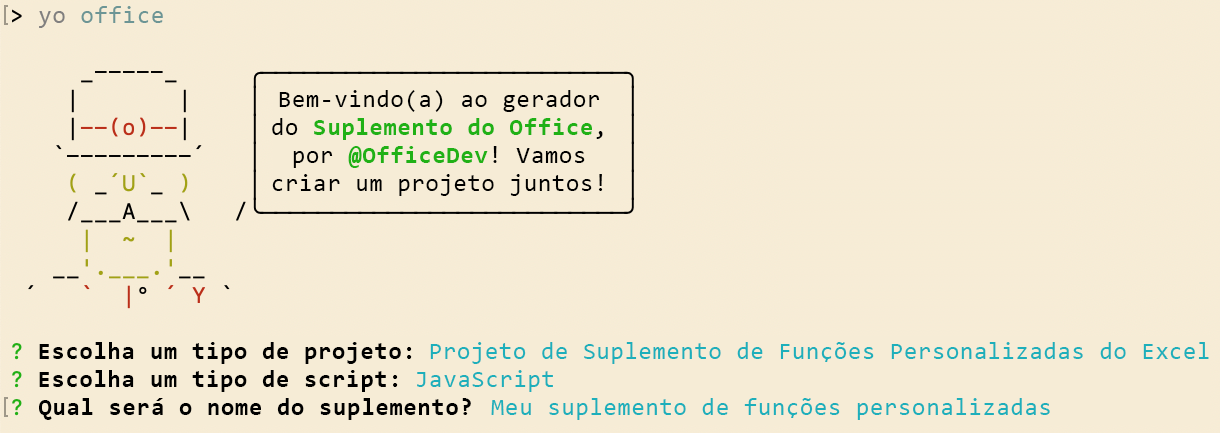 [> yo office
_-----_
|       |
|--(o)--|
`---------´
( _´U`_ )
/___A___\   /
|  ~  |
__'.___.'__
´   `  |° ´ Y `
Bem-vindo(a) ao gerador
do Suplemento do Office,
por @OfficeDev! Vamos
criar um projeto juntos!
? Escolha um tipo de projeto: Projeto de Suplemento de Funções Personalizadas do Excel
? Escolha um tipo de script: JavaScript
[? Qual será o nome do suplemento? Meu suplemento de funções personalizadas